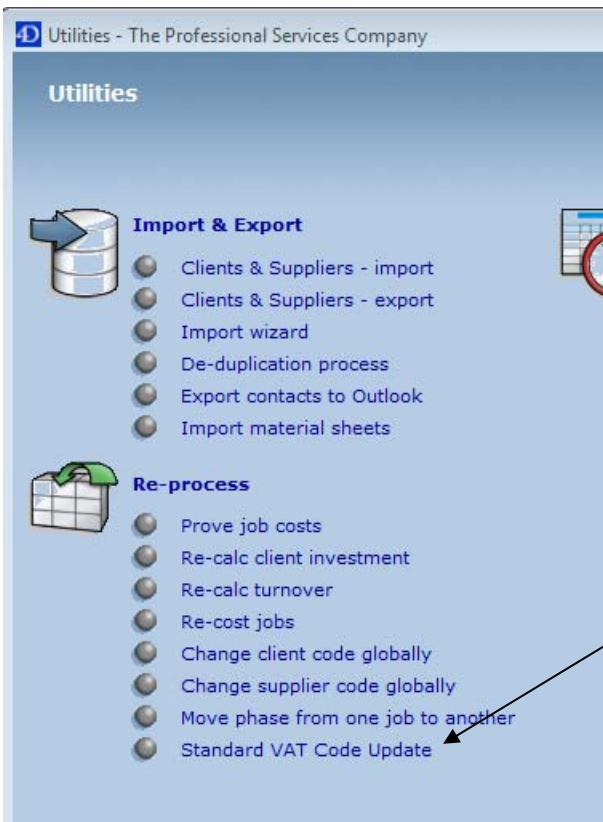 4D Utilities - The Professional Services Company
Utilities
Import & Export
Clients & Suppliers - import
Clients & Suppliers - export
Import wizard
De-duplication process
Export contacts to Outlook
Import material sheets
Re-process
Prove job costs
Re-calc client investment
Re-calc turnover
Re-cost jobs
Change client code globally
Change supplier code globally
Move phase from one job to another
Standard VAT Code Update